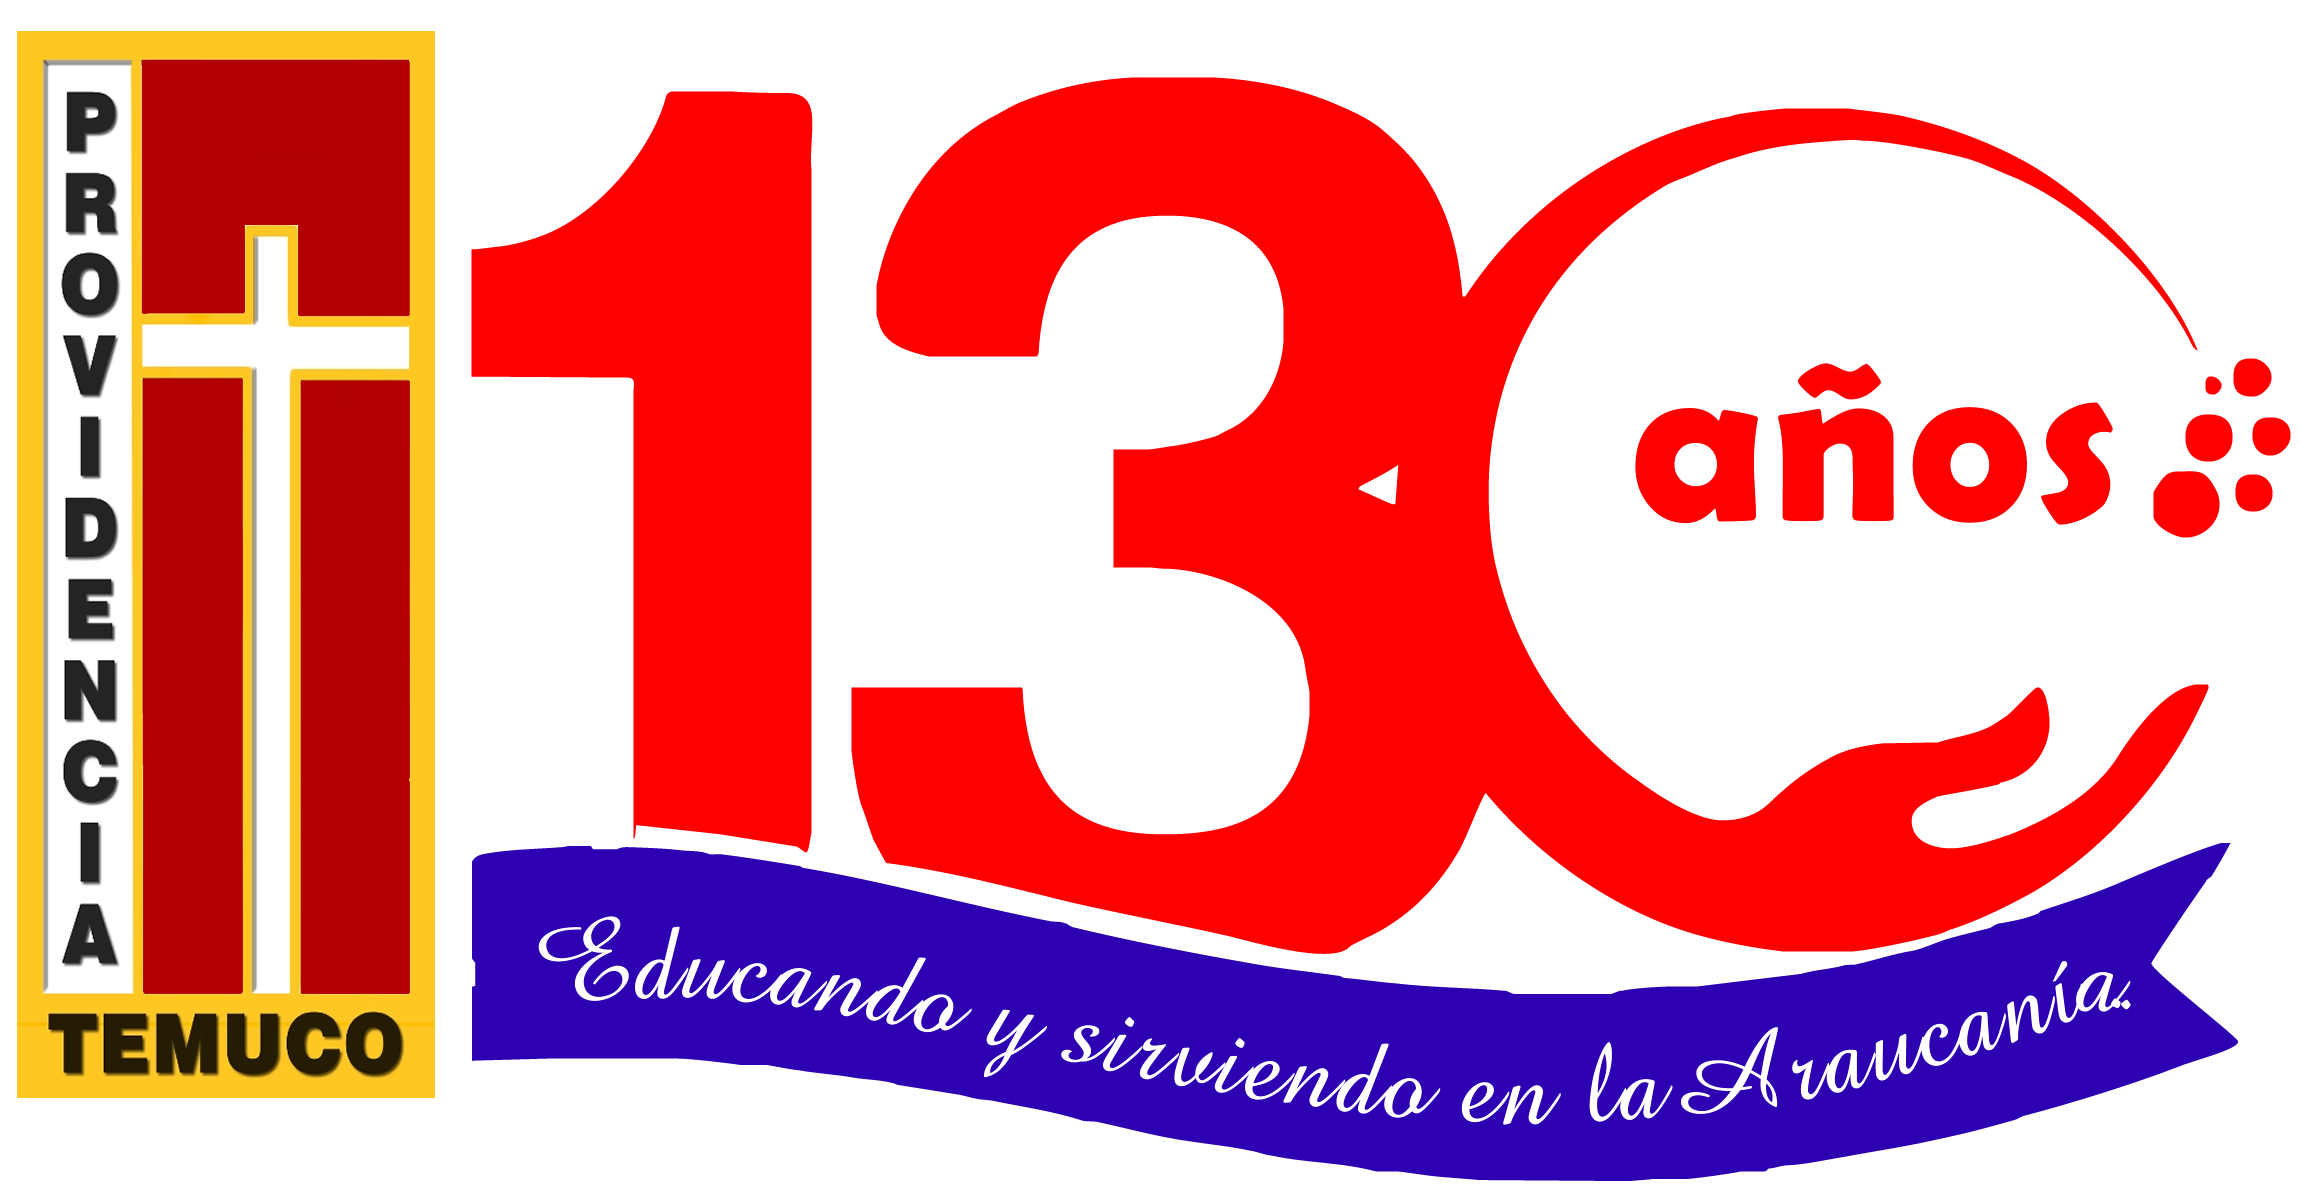 PROVIDENCIA
TEMUCO
130
años
Educando y sirviendo en la Araucanía.